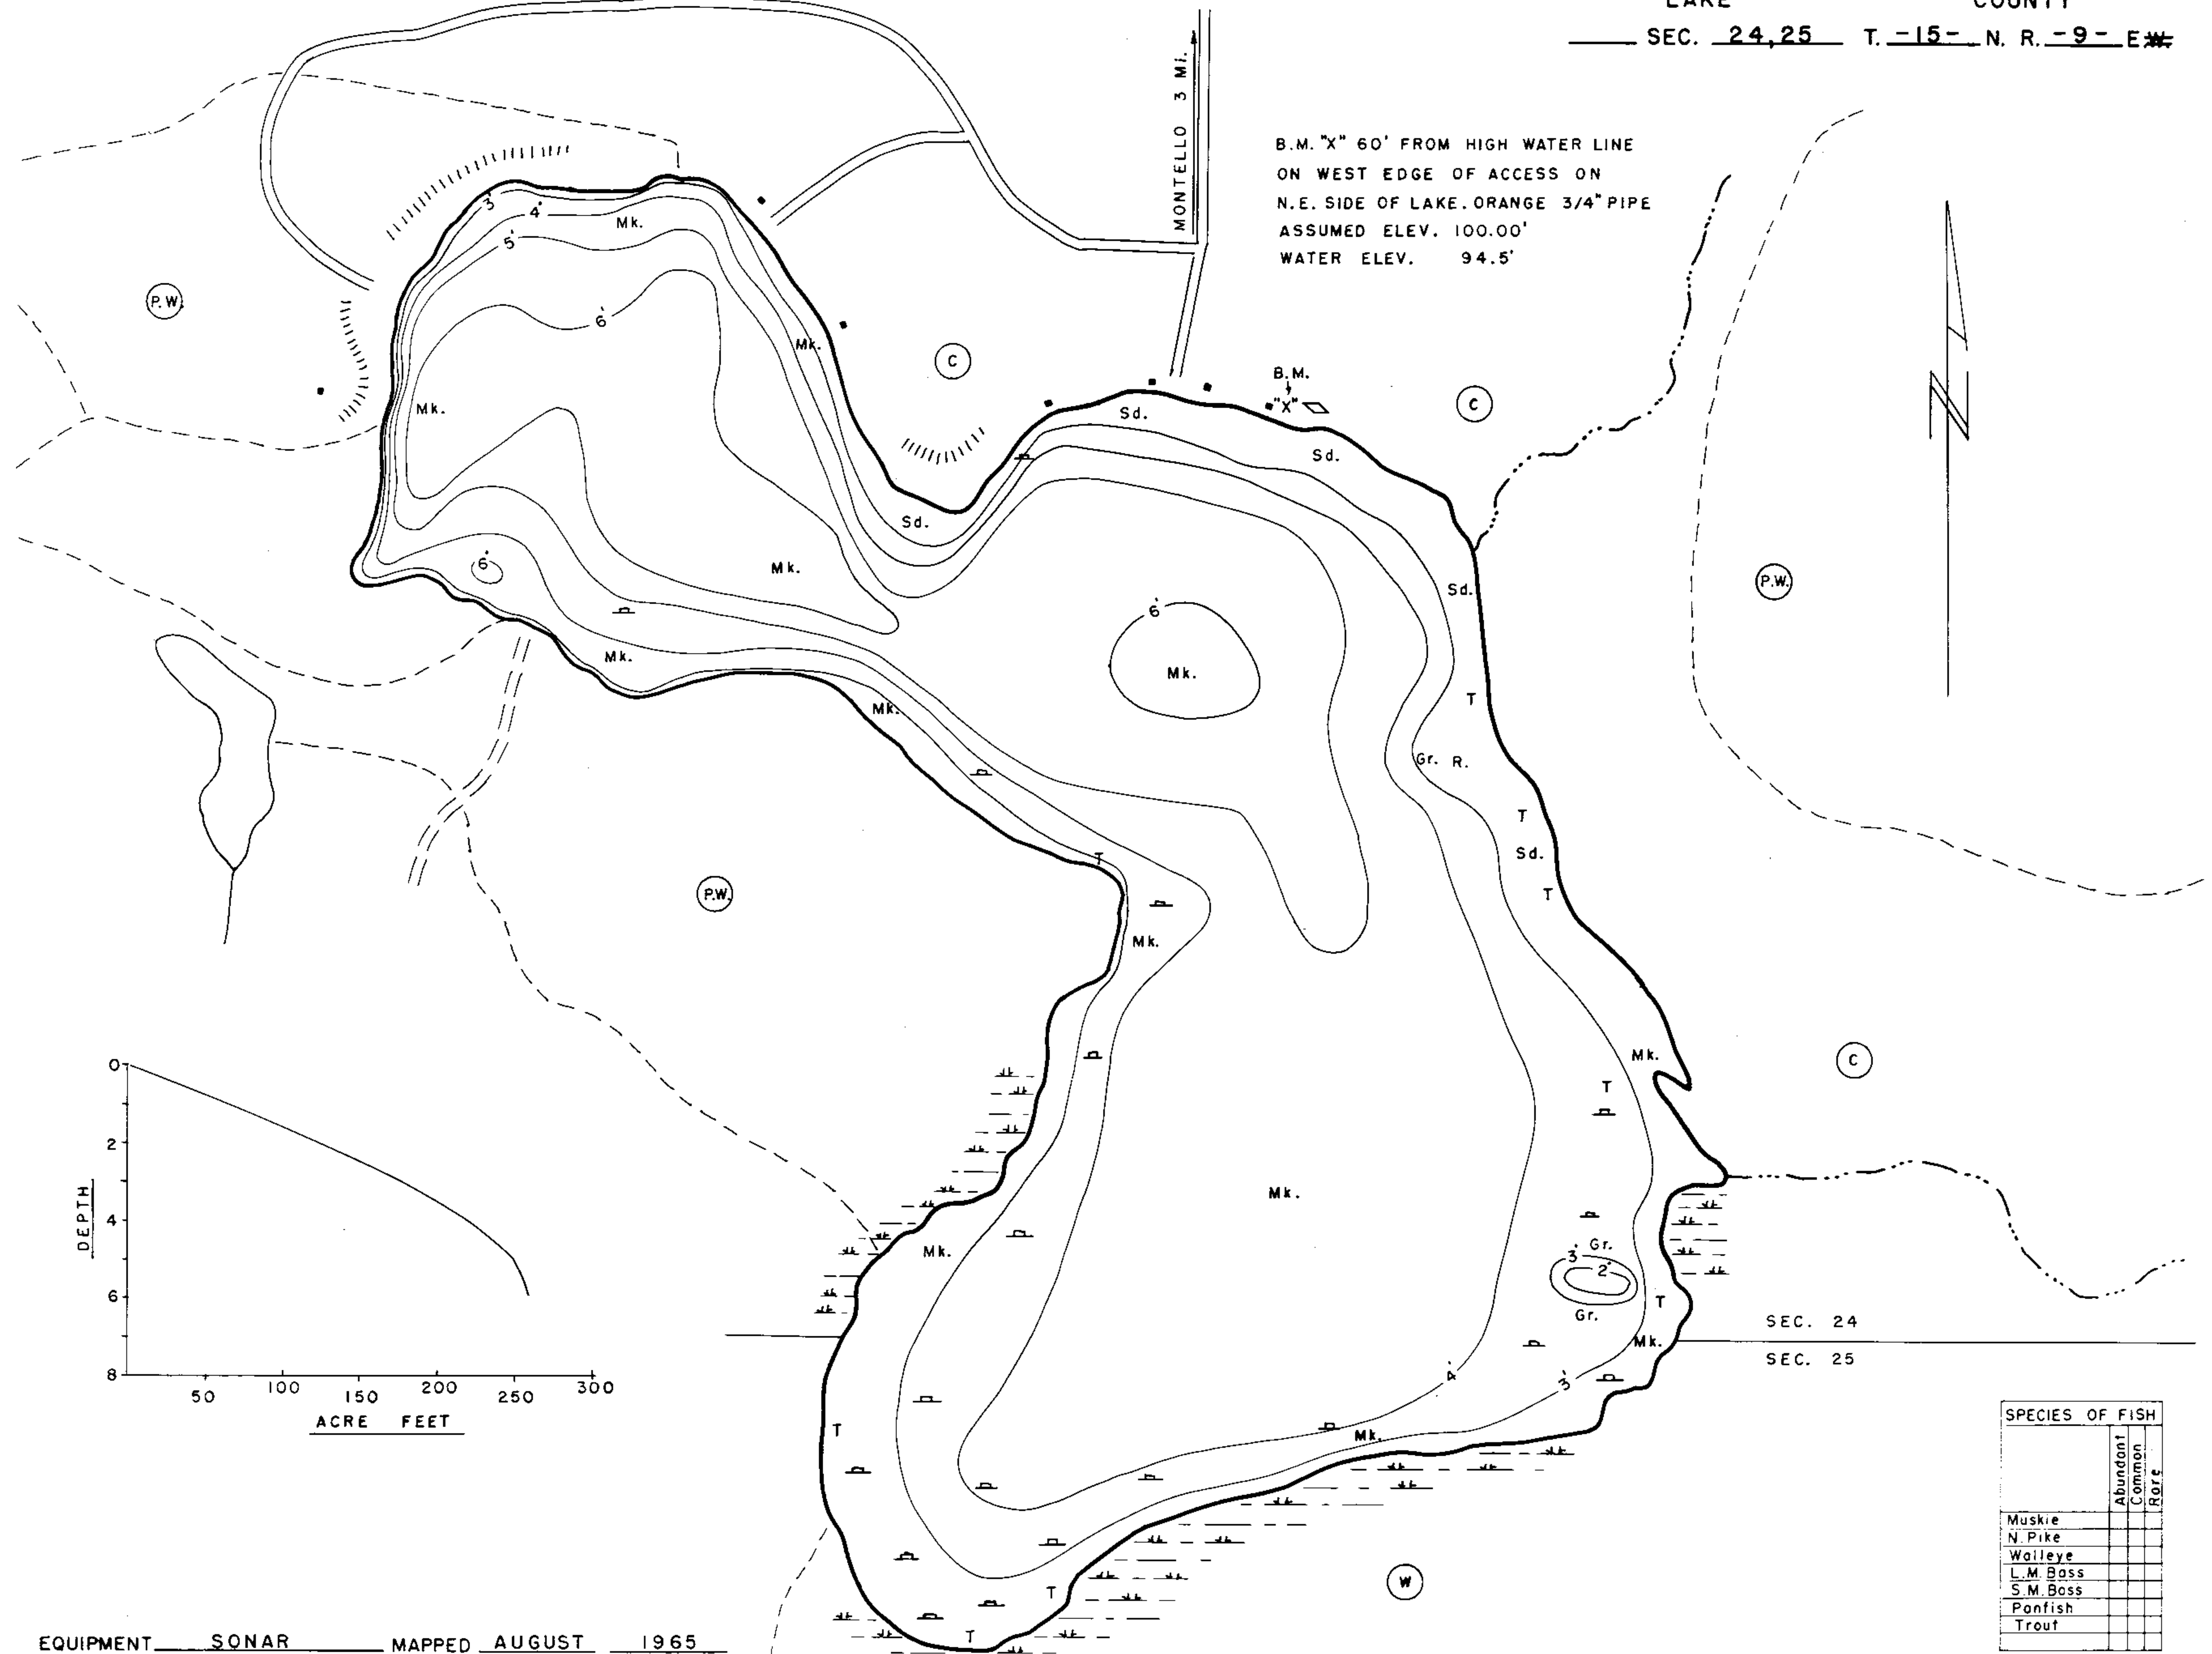 LAKE COUNTY
SEC. 24,25 T. -15- N. R. -9- E.W.
MONTELLO 3 MI.
B.M. "X" 60' FROM HIGH WATER LINE
ON WEST EDGE OF ACCESS ON
N.E. SIDE OF LAKE. ORANGE 3/4" PIPE
ASSUMED ELEV. 100.00'
WATER ELEV. 94.5'
3'
4'
Mk.
5'
P.W.
6'
Mk.
C
B.M.
"X"
C
N
Mk.
Sd.
Sd.
Sd.
6'
Mk.
P.W.
Sd.
6'
Mk.
Mk.
T
Mk.
Gr. R.
T
Sd.
T
P.W.
T
Mk.
Mk.
C
T
Mk.
Mk.
Gr.
3'
2'
Gr.
T
Mk.
SEC. 24
SEC. 25
4'
3'
T
Mk.
T
T
W
0
2
4
6
8
DEPTH
50 100 150 200 250 300
ACRE FEET
SPECIES OF FISH
Abundant
Common
Rare
Muskie
N. Pike
Walleye
L.M. Bass
S.M. Bass
Panfish
Trout
EQUIPMENT SONAR MAPPED AUGUST 1965